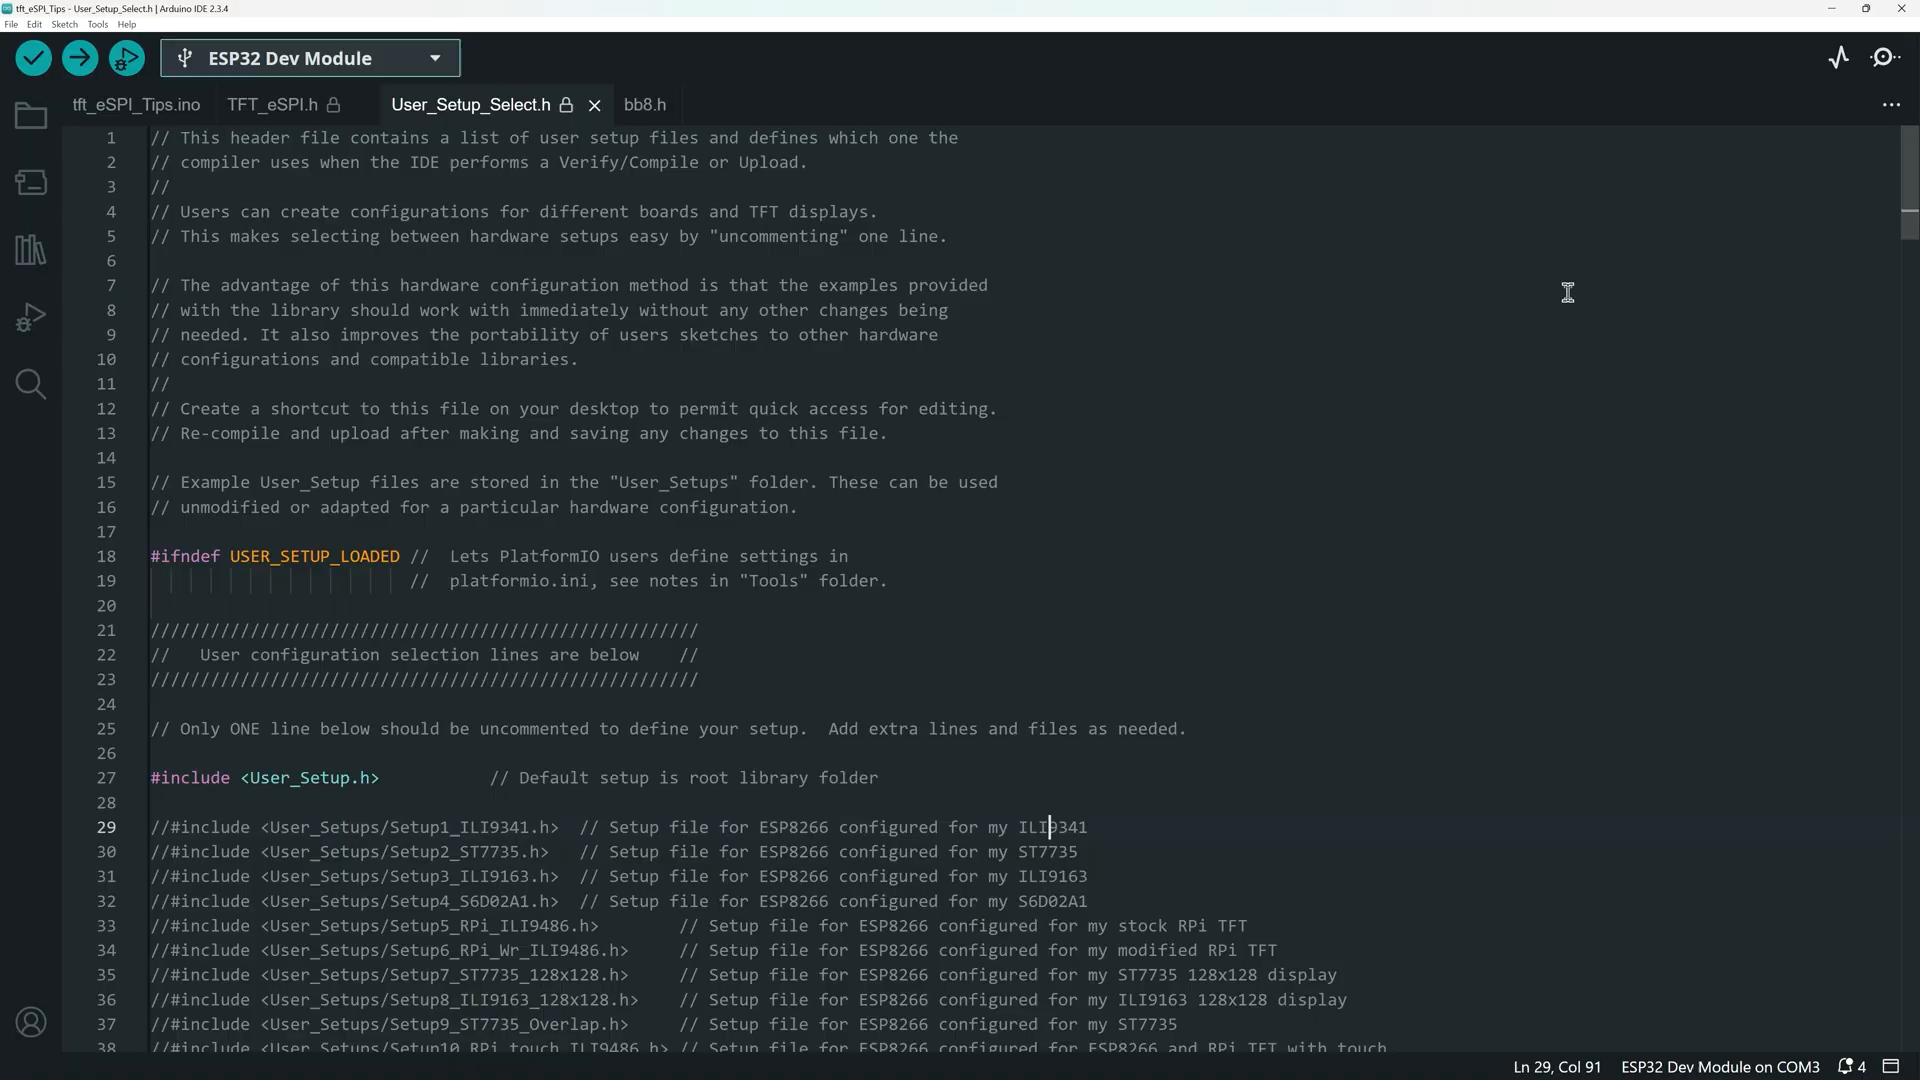 tft_eSPI_Tips - User_Setup_Select.h | Arduino IDE 2.3.4
File Edit Sketch Tools Help
ESP32 Dev Module
tft_eSPI_Tips.ino TFT_eSPI.h User_Setup_Select.h bb8.h
1 // This header file contains a list of user setup files and defines which one the
2 // compiler uses when the IDE performs a Verify/Compile or Upload.
3 //
4 // Users can create configurations for different boards and TFT displays.
5 // This makes selecting between hardware setups easy by "uncommenting" one line.
6
7 // The advantage of this hardware configuration method is that the examples provided
8 // with the library should work with immediately without any other changes being
9 // needed. It also improves the portability of users sketches to other hardware
10 // configurations and compatible libraries.
11 //
12 // Create a shortcut to this file on your desktop to permit quick access for editing.
13 // Re-compile and upload after making and saving any changes to this file.
14
15 // Example User_Setup files are stored in the "User_Setups" folder. These can be used
16 // unmodified or adapted for a particular hardware configuration.
17
18 #ifndef USER_SETUP_LOADED //  Lets PlatformIO users define settings in
19 //  platformio.ini, see notes in "Tools" folder.
20
21 ///////////////////////////////////////////////////////
22 //   User configuration selection lines are below    //
23 ///////////////////////////////////////////////////////
24
25 // Only ONE line below should be uncommented to define your setup.  Add extra lines and files as needed.
26
27 #include <User_Setup.h>           // Default setup is root library folder
28
29 //#include <User_Setups/Setup1_ILI9341.h>  // Setup file for ESP8266 configured for my ILI9341
30 //#include <User_Setups/Setup2_ST7735.h>   // Setup file for ESP8266 configured for my ST7735
31 //#include <User_Setups/Setup3_ILI9163.h>  // Setup file for ESP8266 configured for my ILI9163
32 //#include <User_Setups/Setup4_S6D02A1.h>  // Setup file for ESP8266 configured for my S6D02A1
33 //#include <User_Setups/Setup5_RPi_ILI9486.h>        // Setup file for ESP8266 configured for my stock RPi TFT
34 //#include <User_Setups/Setup6_RPi_Wr_ILI9486.h>     // Setup file for ESP8266 configured for my modified RPi TFT
35 //#include <User_Setups/Setup7_ST7735_128x128.h>     // Setup file for ESP8266 configured for my ST7735 128x128 display
36 //#include <User_Setups/Setup8_ILI9163_128x128.h>    // Setup file for ESP8266 configured for my ILI9163 128x128 display
37 //#include <User_Setups/Setup9_ST7735_Overlap.h>     // Setup file for ESP8266 configured for my ST7735
38 //#include <User_Setups/Setup10_RPi_touch_ILI9486.h> // Setup file for ESP8266 configured for ESP8266 and RPi TFT with touch
Ln 29, Col 91 ESP32 Dev Module on COM3 4